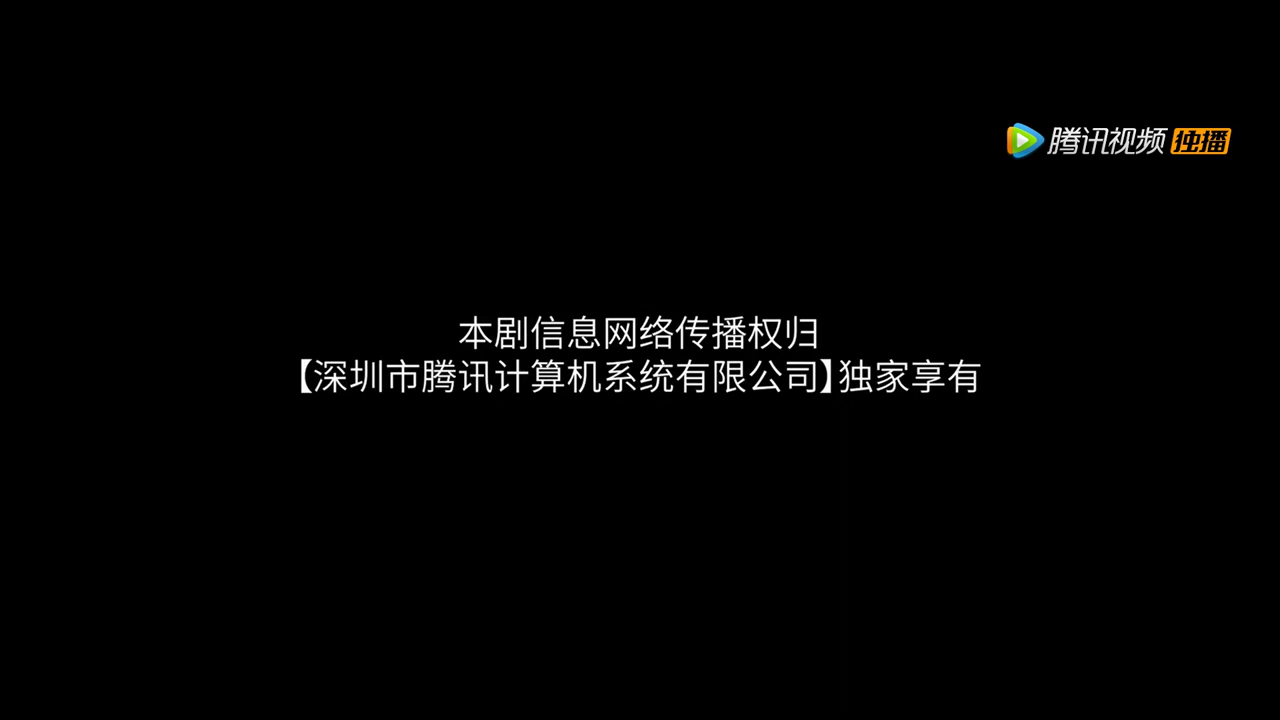 腾讯视频 独播
本剧信息网络传播权归
【深圳市腾讯计算机系统有限公司】独家享有